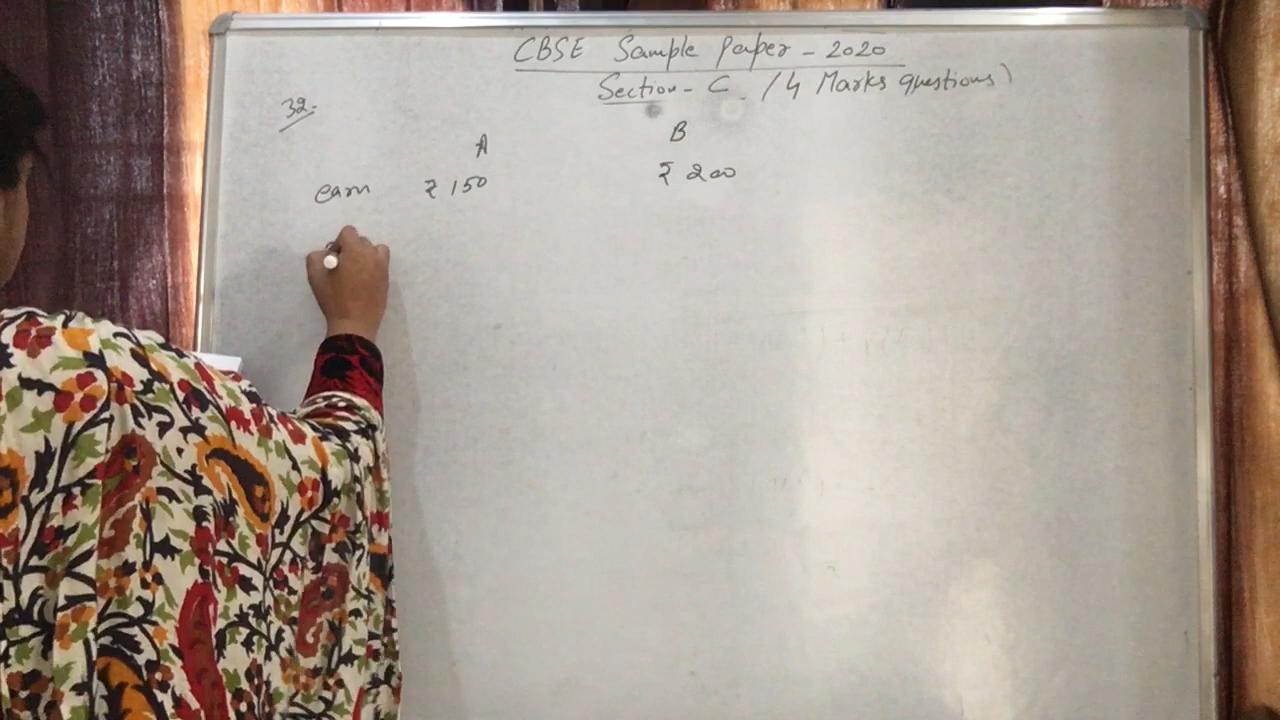 CBSE Sample Paper - 2020
Section - C. (4 Marks questions)
32.
A B
earn ₹ 150 ₹ 200